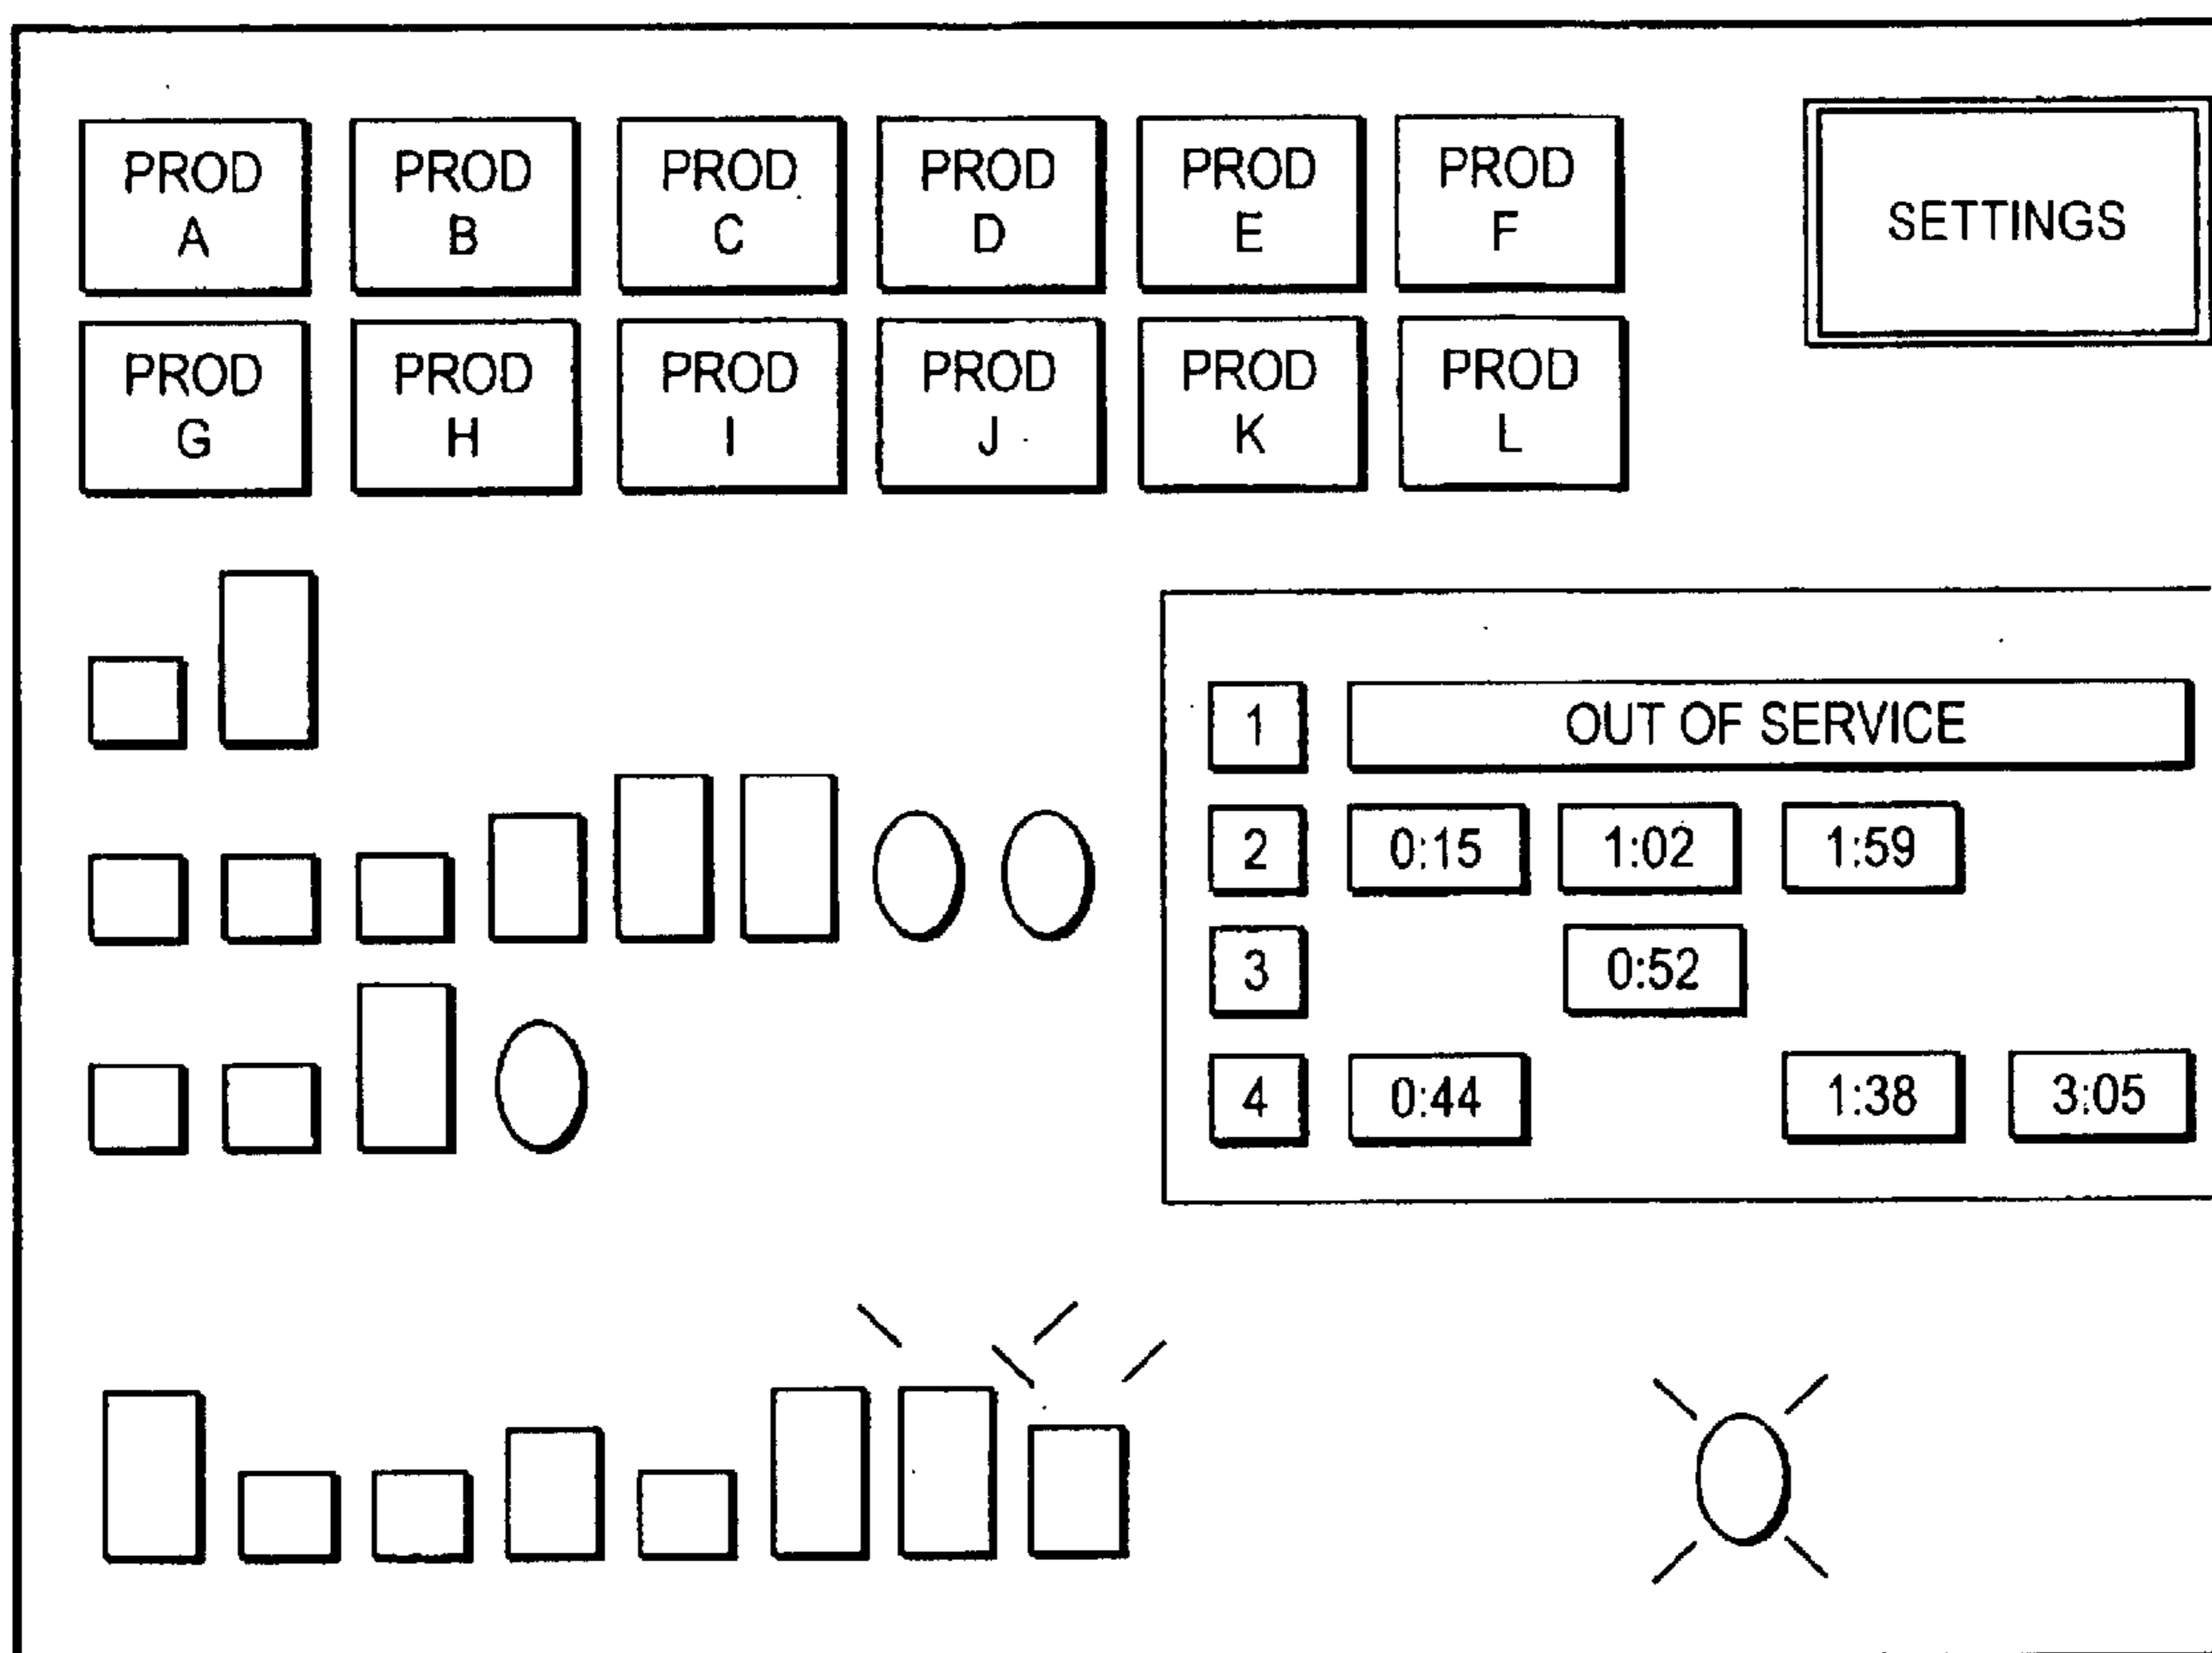 PROD A PROD B PROD C PROD D PROD E PROD F SETTINGS
PROD G PROD H PROD I PROD J PROD K PROD L
1 OUT OF SERVICE
2 0:15 1:02 1:59
3 0:52
4 0:44 1:38 3:05